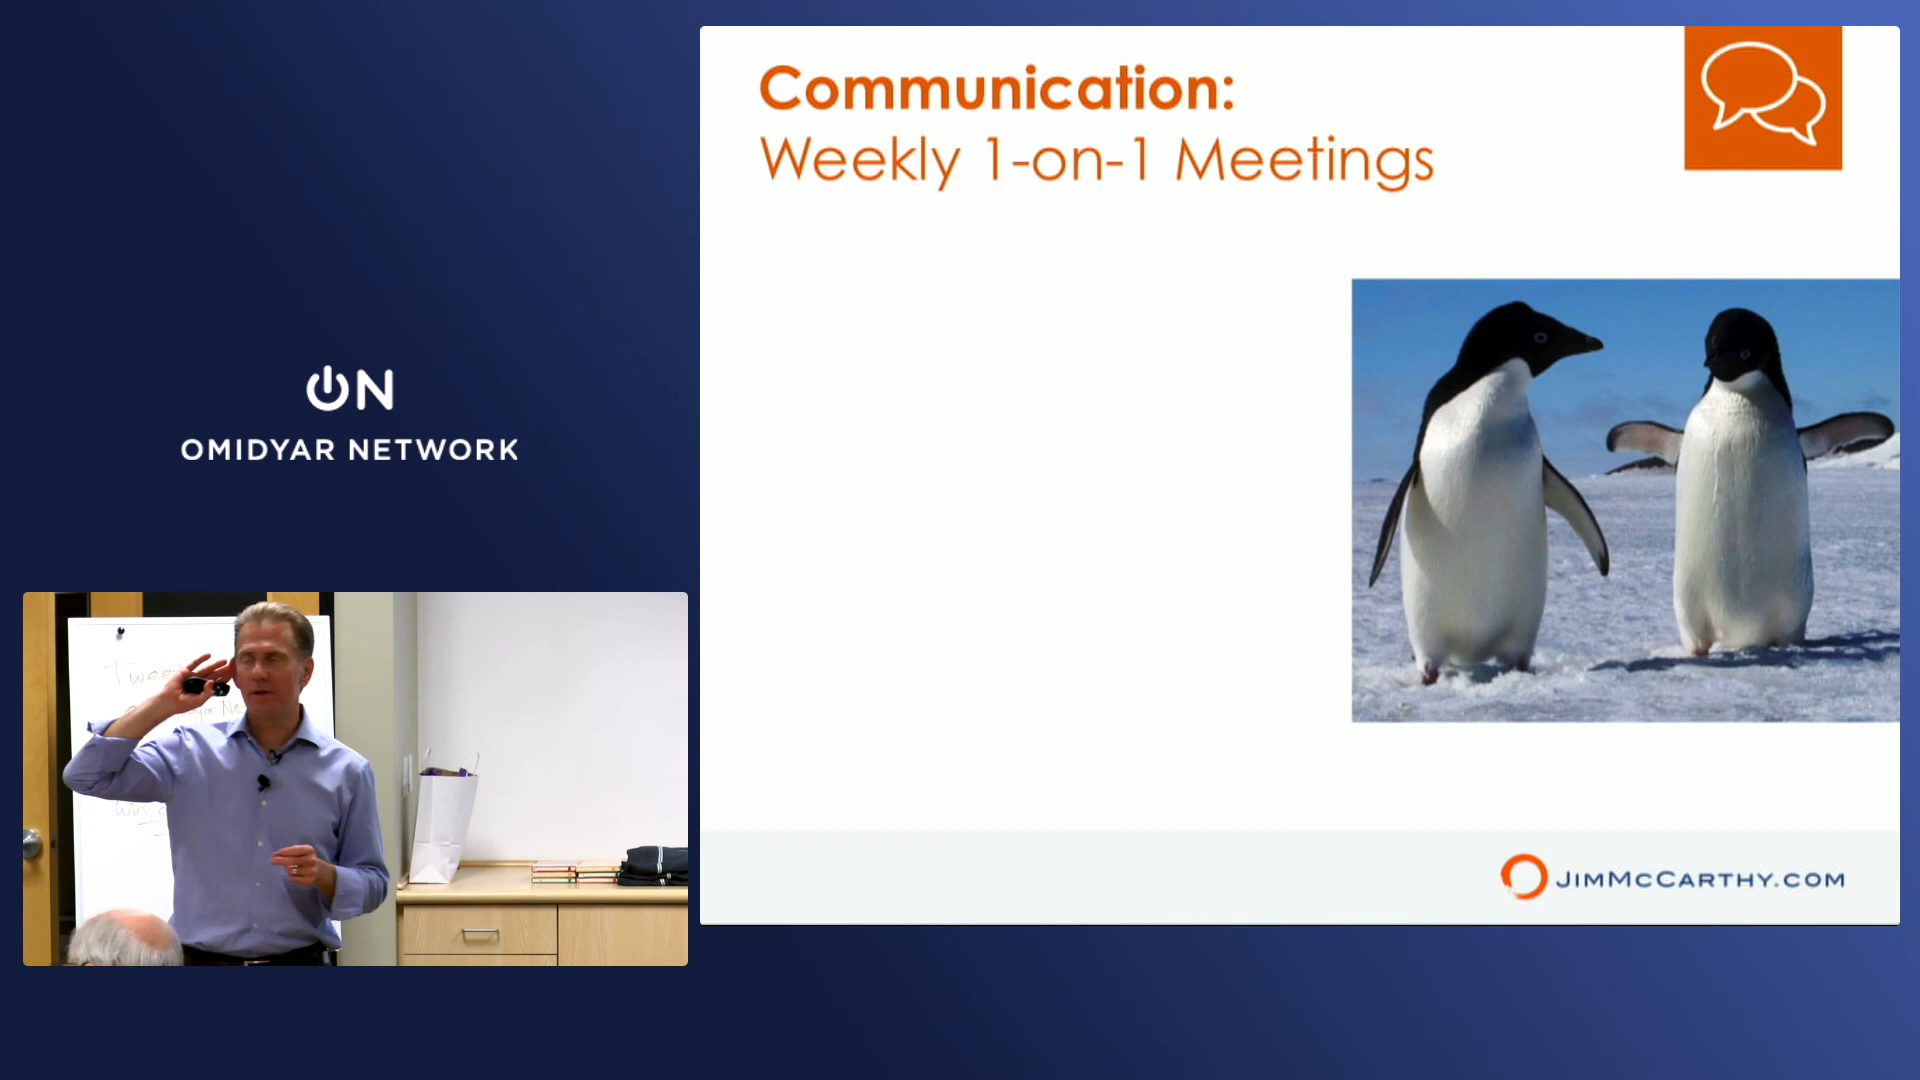 Communication:
Weekly 1-on-1 Meetings
ON
OMIDYAR NETWORK
JIMMCCARTHY.COM